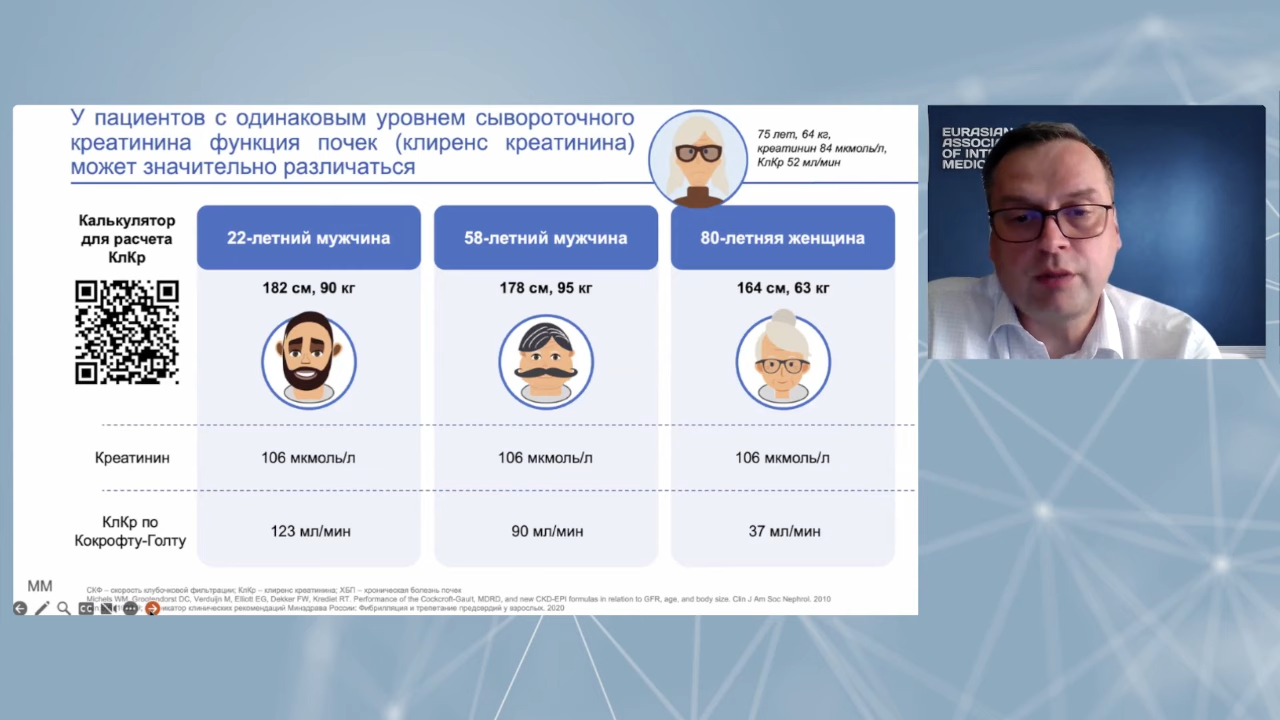 У пациентов с одинаковым уровнем сывороточного
креатинина функция почек (клиренс креатинина)
может значительно различаться
75 лет, 64 кг,
креатинин 84 мкмоль/л,
КлКр 52 мл/мин
EURASIAN
ASSOC
OF INT
MEDIC
Калькулятор
для расчета
КлКр
22-летний мужчина
58-летний мужчина
80-летняя женщина
182 см, 90 кг
178 см, 95 кг
164 см, 63 кг
Креатинин
106 мкмоль/л
106 мкмоль/л
106 мкмоль/л
КлКр по
Кокрофту-Голту
123 мл/мин
90 мл/мин
37 мл/мин
ММ
СКФ – скорость клубочковой фильтрации; КлКр – клиренс креатинина; ХБП – хроническая болезнь почек
Michels WM, Grootendorst DC, Verduijn M, Elliott EG, Dekker FW, Krediet RT. Performance of the Cockcroft-Gault, MDRD, and new CKD-EPI formulas in relation to GFR, age, and body size. Clin J Am Soc Nephrol. 2010
клинических рекомендаций Минздрава России: Фибрилляция и трепетание предсердий у взрослых. 2020
CC